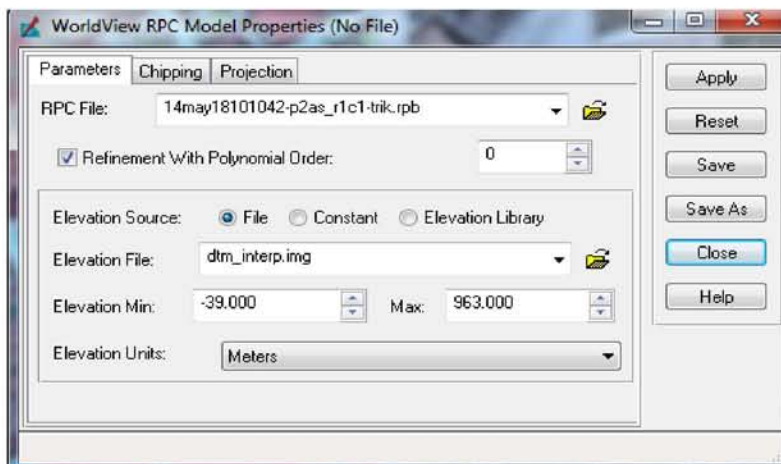 WorldView RPC Model Properties (No File)
Parameters Chipping Projection
RPC File: 14may18101042-p2as_r1c1-trik.rpb
Refinement With Polynomial Order: 0
Elevation Source: File Constant Elevation Library
Elevation File: dtm_interp.img
Elevation Min: -39.000 Max: 963.000
Elevation Units: Meters
Apply
Reset
Save
Save As
Close
Help